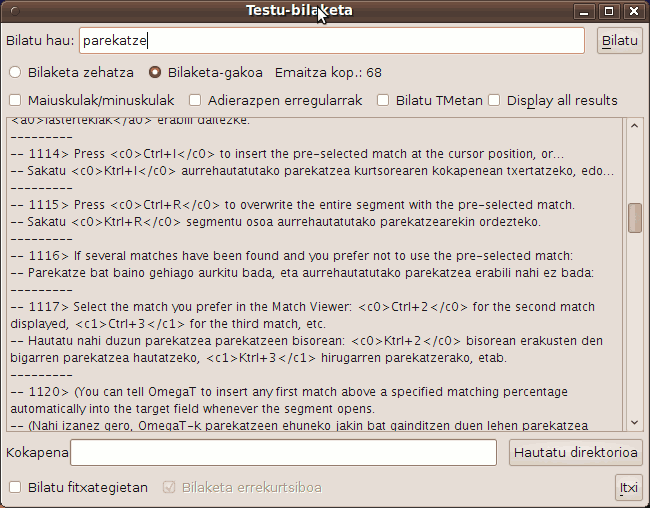 Testu-bilaketa
Bilatu hau: parekatze Bilatu
Bilaketa zehatza Bilaketa-gakoa Emaitza kop.: 68
Maiuskulak/minuskulak Adierazpen erregularrak Bilatu TMetan Display all results
<a0>lasterteklak</a0> erabili daitezke.
---------
-- 1114> Press <c0>Ctrl+I</c0> to insert the pre-selected match at the cursor position, or...
-- Sakatu <c0>Ktrl+I</c0> aurrehautatutako parekatzea kurtsorearen kokapenean txertatzeko, edo...
---------
-- 1115> Press <c0>Ctrl+R</c0> to overwrite the entire segment with the pre-selected match.
-- Sakatu <c0>Ktrl+R</c0> segmentu osoa aurrehautatutako parekatzearekin ordezteko.
---------
-- 1116> If several matches have been found and you prefer not to use the pre-selected match:
-- Parekatze bat baino gehiago aurkitu bada, eta aurrehautatutako parekatzea erabili nahi ez bada:
---------
-- 1117> Select the match you prefer in the Match Viewer: <c0>Ctrl+2</c0> for the second match
displayed, <c1>Ctrl+3</c1> for the third match, etc.
-- Hautatu nahi duzun parekatzea parekatzeen bisorean: <c0>Ktrl+2</c0> bisorean erakusten den
bigarren parekatzea hautatzeko, <c1>Ktrl+3</c1> hirugarren parekatzerako, etab.
---------
-- 1120> (You can tell OmegaT to insert any first match above a specified matching percentage
automatically into the target field whenever the segment opens.
-- (Nahi izanez gero, OmegaT-k parekatzeen ehuneko jakin bat gainditzen duen lehen parekatzea
Kokapena Hautatu direktorioa
Bilatu fitxategietan Bilaketa errekurtsiboa Itxi